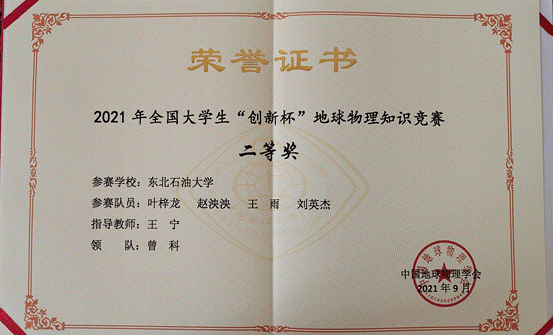 荣誉证书
2021年全国大学生“创新杯”地球物理知识竞赛
二等奖
参赛学校：东北石油大学
参赛队员：叶梓龙 赵泱泱 王 雨 刘英杰
指导教师：王 宁
领 队：曾 科
中国地球物理学会
2021年9月